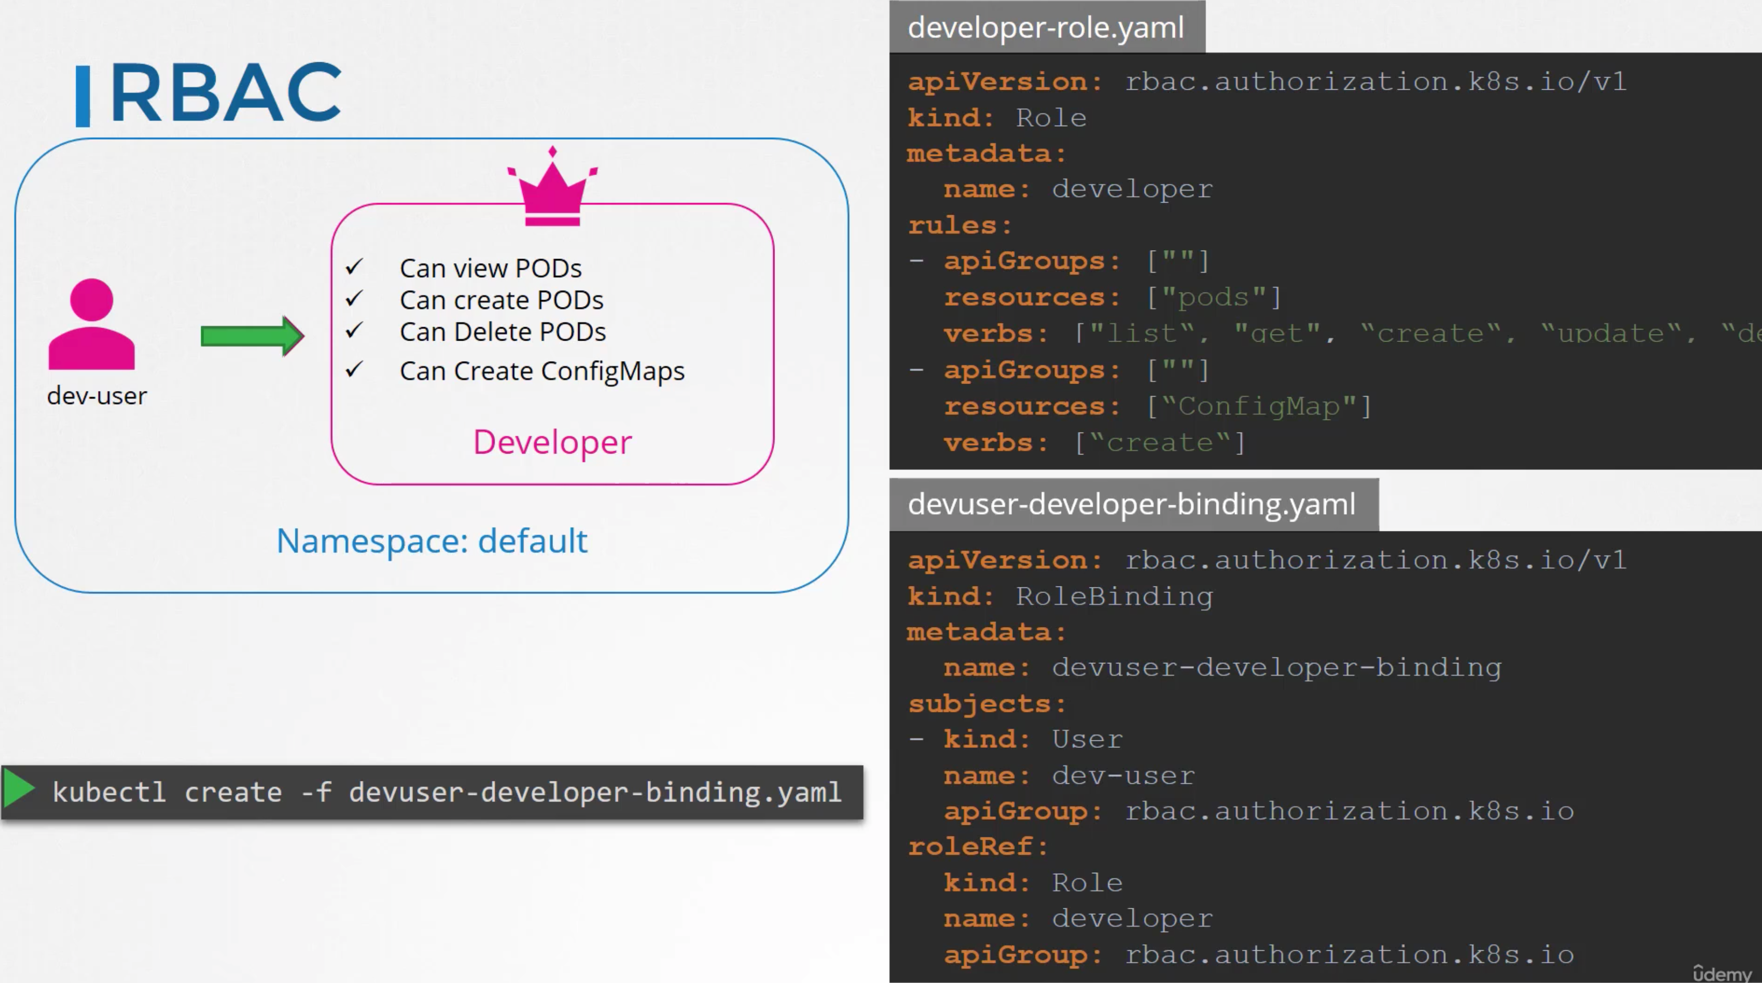 RBAC
Can view PODs
Can create PODs
Can Delete PODs
Can Create ConfigMaps
Developer
dev-user
Namespace: default
kubectl create -f devuser-developer-binding.yaml
developer-role.yaml
apiVersion: rbac.authorization.k8s.io/v1
kind: Role
metadata:
name: developer
rules:
- apiGroups: [""]
resources: ["pods"]
verbs: ["list“, "get", “create“, “update“, “de
- apiGroups: [""]
resources: [“ConfigMap"]
verbs: [“create“]
devuser-developer-binding.yaml
apiVersion: rbac.authorization.k8s.io/v1
kind: RoleBinding
metadata:
name: devuser-developer-binding
subjects:
- kind: User
name: dev-user
apiGroup: rbac.authorization.k8s.io
roleRef:
kind: Role
name: developer
apiGroup: rbac.authorization.k8s.io
ûdemy